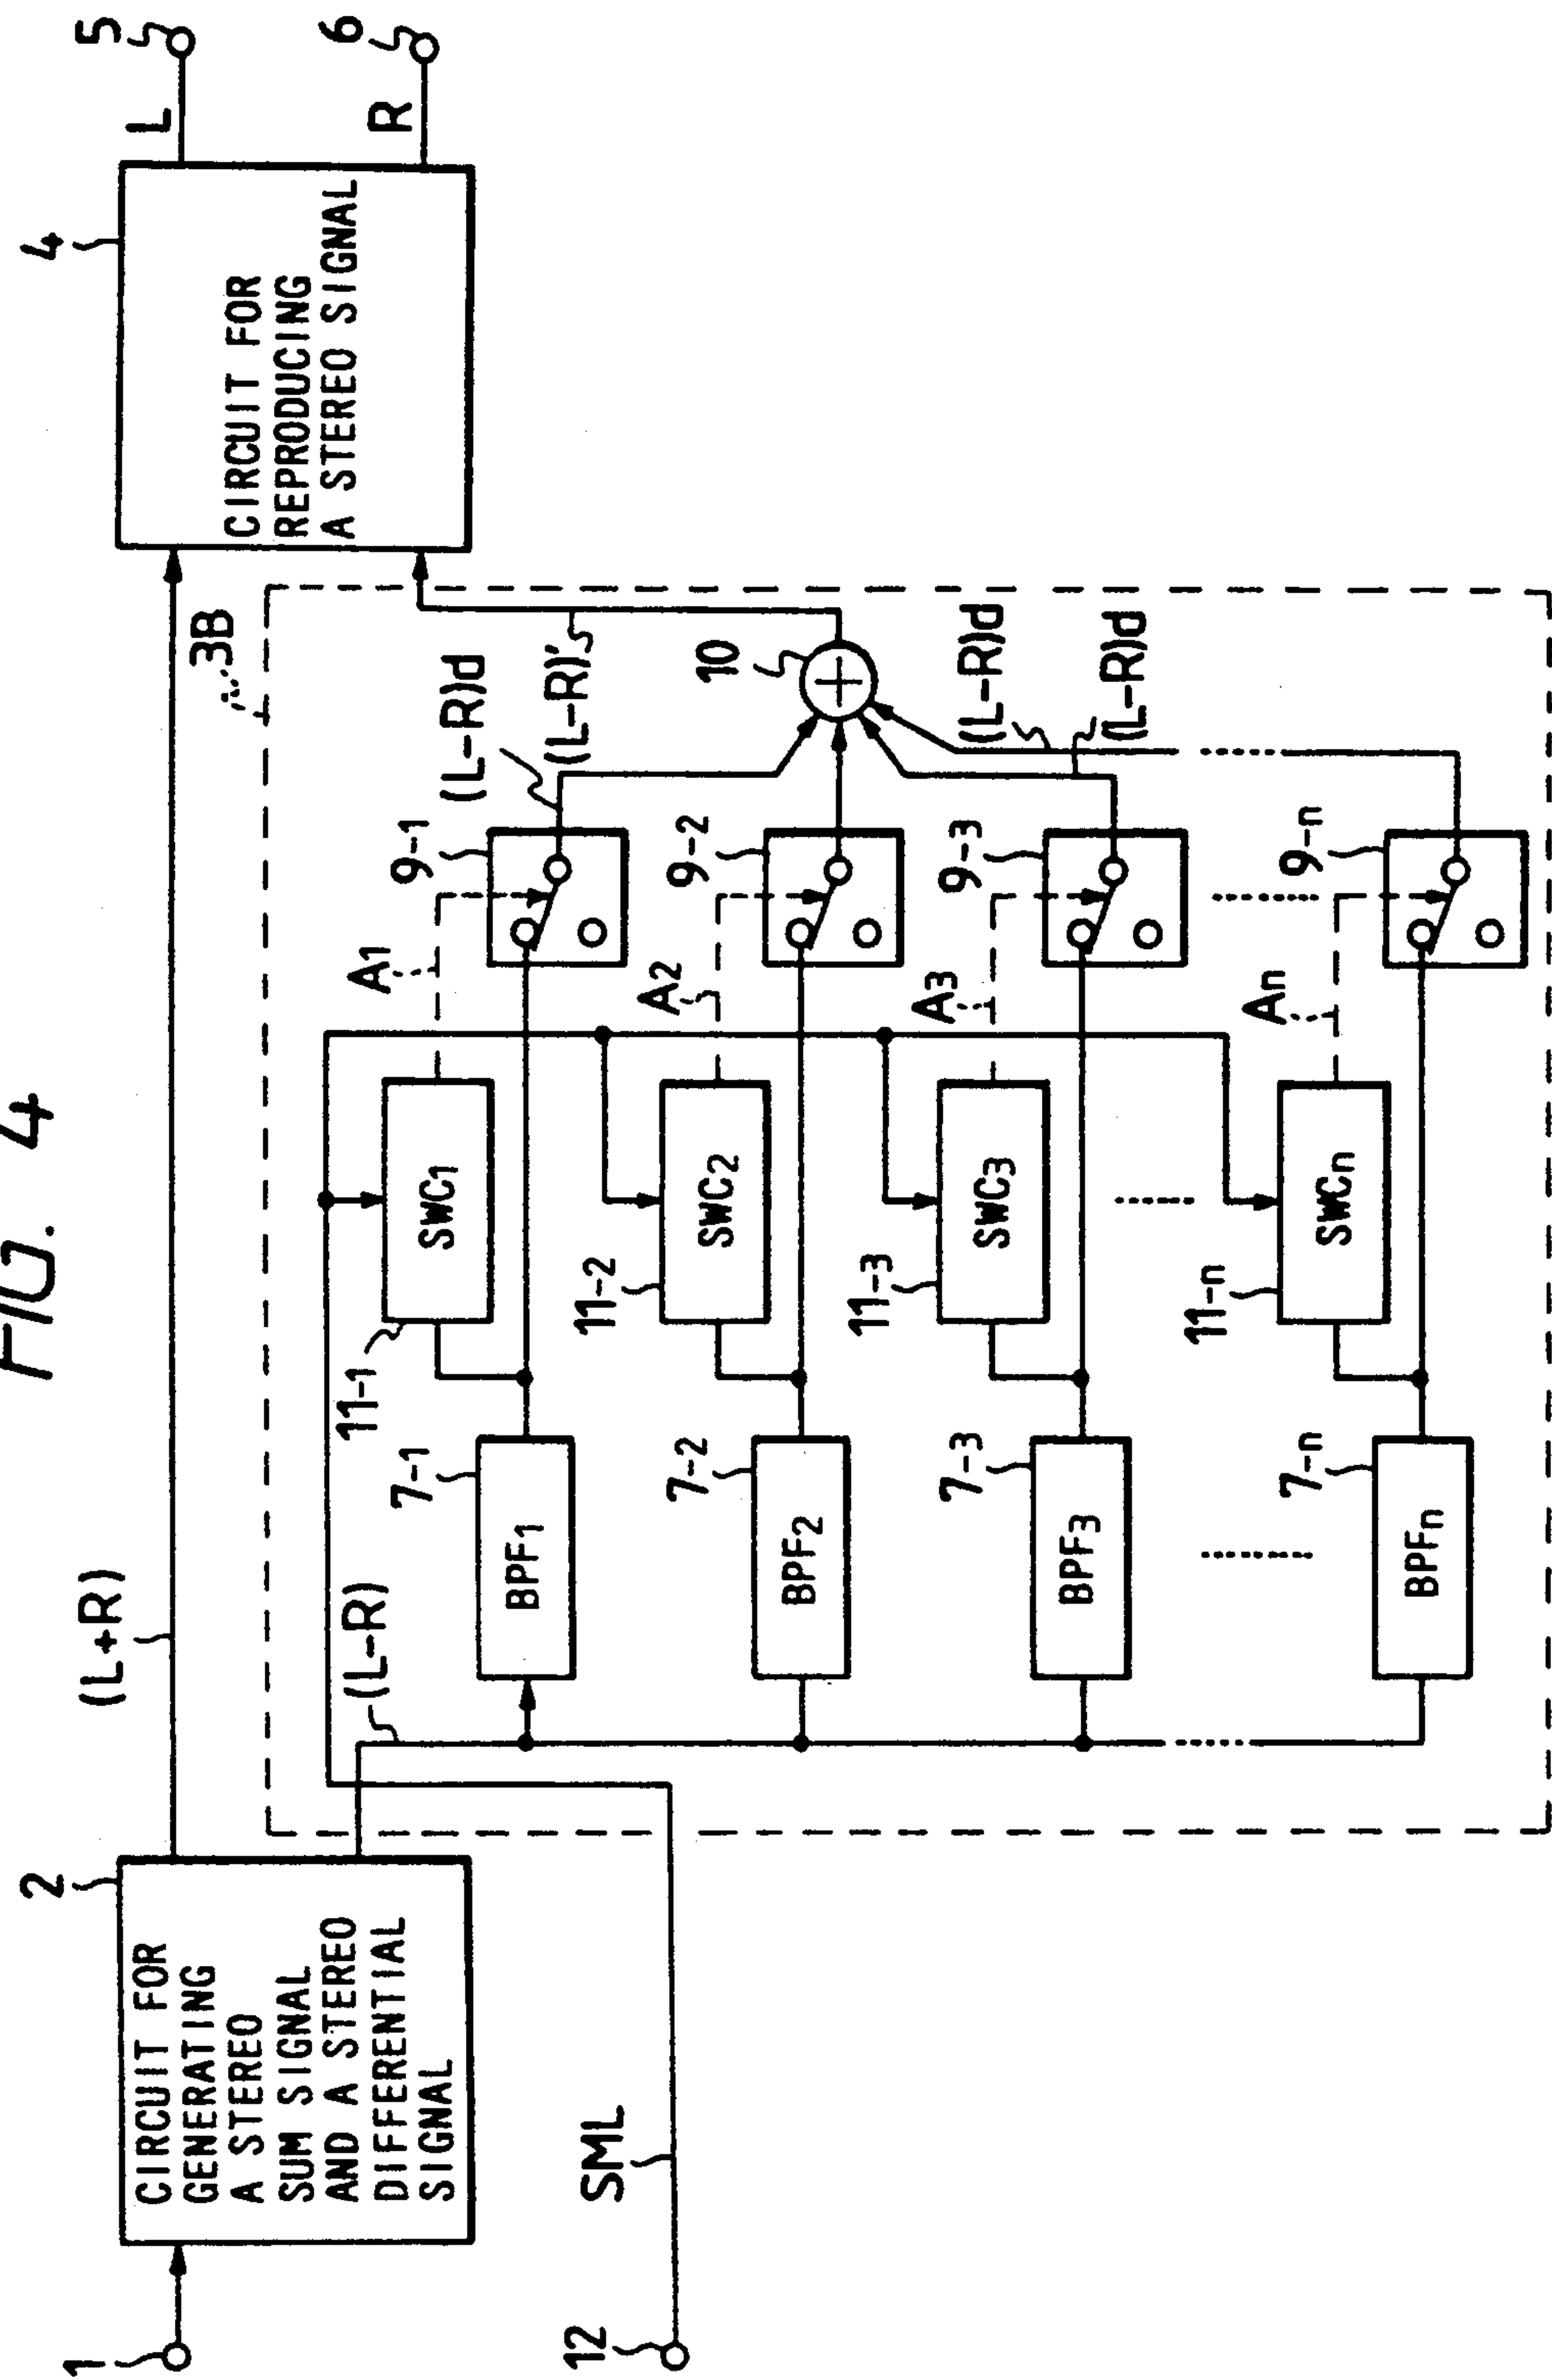 FIG. 4
1
2
CIRCUIT FOR
GENERATING
A STEREO
SUM SIGNAL
AND A STEREO
DIFFERENTIAL
SIGNAL
(L+R)
4
CIRCUIT FOR
REPRODUCING
A STEREO SIGNAL
L
5
R
6
3B
12
SML
(L-R)
7-1
BPF1
11-1
SWC1
A1
9-1
(L-R)d
(L-R)'
7-2
BPF2
11-2
SWC2
A2
9-2
10
7-3
BPF3
11-3
SWC3
A3
9-3
(L-R)d
(L-R)d
7-n
BPFn
11-n
SWCn
An
9-n